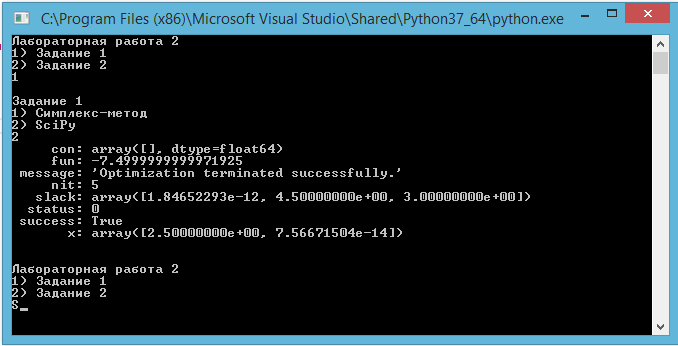 C:\Program Files (x86)\Microsoft Visual Studio\Shared\Python37_64\python.exe
Лабораторная работа 2
1) Задание 1
2) Задание 2
1
Задание 1
1) Симплекс-метод
2) SciPy
2
con: array([], dtype=float64)
fun: -7.4999999999971925
message: 'Optimization terminated successfully.'
nit: 5
slack: array([1.84652293e-12, 4.50000000e+00, 3.00000000e+00])
status: 0
success: True
x: array([2.50000000e+00, 7.56671504e-14])
Лабораторная работа 2
1) Задание 1
2) Задание 2
S_